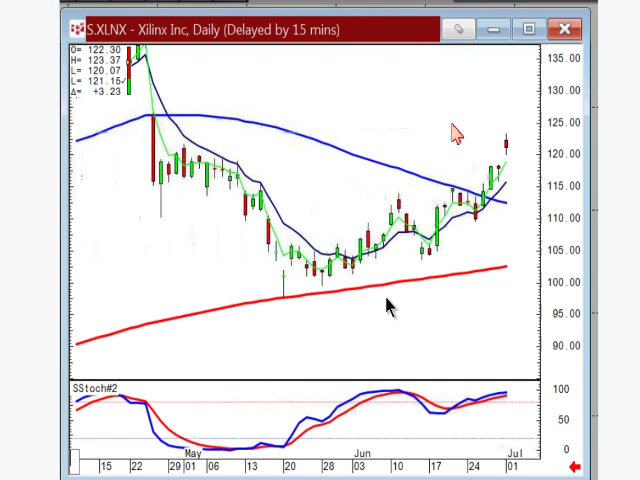 S.XLNX - Xilinx Inc, Daily (Delayed by 15 mins)
O= 122.30
H= 123.37
L= 120.07
L= 121.15
Δ= +3.23
135.00
130.00
125.00
120.00
115.00
110.00
105.00
100.00
95.00
90.00
SStoch#2
100
50
0
May Jun Jul
15 22 29 01 06 13 20 28 03 10 17 24 01